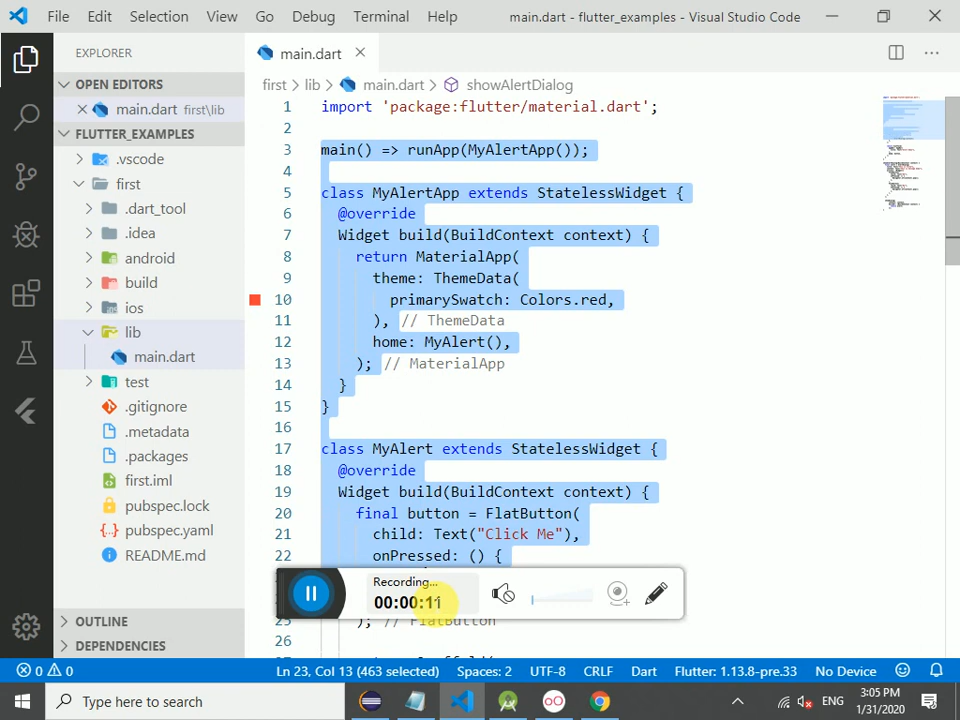 File Edit Selection View Go Debug Terminal Help main.dart - flutter_examples - Visual Studio Code
EXPLORER
OPEN EDITORS
main.dart first\lib
FLUTTER_EXAMPLES
.vscode
first
.dart_tool
.idea
android
build
ios
lib
main.dart
test
.gitignore
.metadata
.packages
first.iml
pubspec.lock
pubspec.yaml
README.md
OUTLINE
DEPENDENCIES
main.dart
first > lib > main.dart > showAlertDialog
1 import 'package:flutter/material.dart';
2
3 main() => runApp(MyAlertApp());
4
5 class MyAlertApp extends StatelessWidget {
6 @override
7 Widget build(BuildContext context) {
8 return MaterialApp(
9 theme: ThemeData(
10 primarySwatch: Colors.red,
11 ), // ThemeData
12 home: MyAlert(),
13 ); // MaterialApp
14 }
15 }
16
17 class MyAlert extends StatelessWidget {
18 @override
19 Widget build(BuildContext context) {
20 final button = FlatButton(
21 child: Text("Click Me"),
22 onPressed: () {
Recording...
00:00:11
25 ); // FlatButton
26
0 0 Ln 23, Col 13 (463 selected) Spaces: 2 UTF-8 CRLF Dart Flutter: 1.13.8-pre.33 No Device
Type here to search
ENG
3:05 PM
1/31/2020